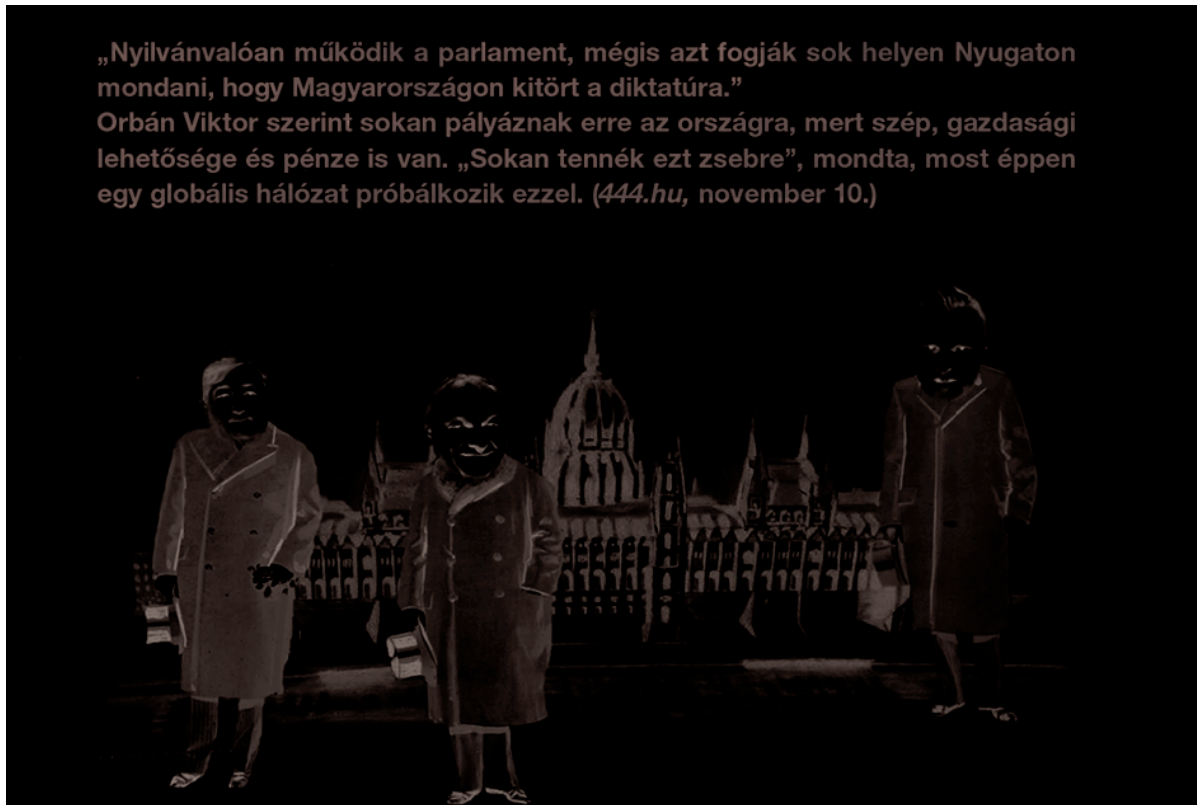 „Nyilvánvalóan működik a parlament, mégis azt fogják sok helyen Nyugaton
mondani, hogy Magyarországon kitört a diktatúra.”
Orbán Viktor szerint sokan pályáznak erre az országra, mert szép, gazdasági
lehetősége és pénze is van. „Sokan tennék ezt zsebre”, mondta, most éppen
egy globális hálózat próbálkozik ezzel. (444.hu, november 10.)